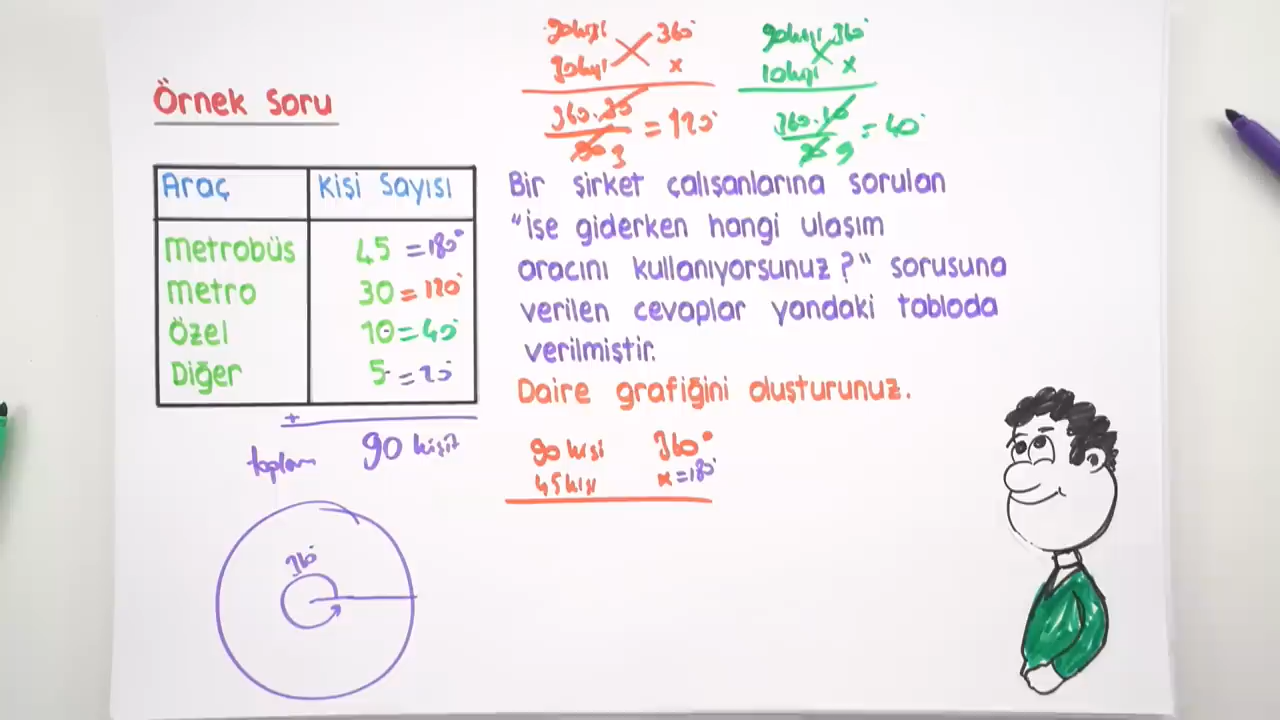 90 kişi 360°
30 kişi x
360.30 = 120°
90 3
90 kişi 360°
10 kişi x
360.10 = 40°
90 9
Örnek Soru
Araç Kişi Sayısı
Metrobüs 45 = 180°
Metro 30 = 120°
Özel 10 = 40°
Diğer 5 = 20°
+
toplam 90 kişi
Bir şirket çalışanlarına sorulan
"İşe giderken hangi ulaşım
aracını kullanıyorsunuz?" sorusuna
verilen cevaplar yandaki tabloda
verilmiştir.
Daire grafiğini oluşturunuz.
90 kişi 360°
45 kişi x = 180°
360°